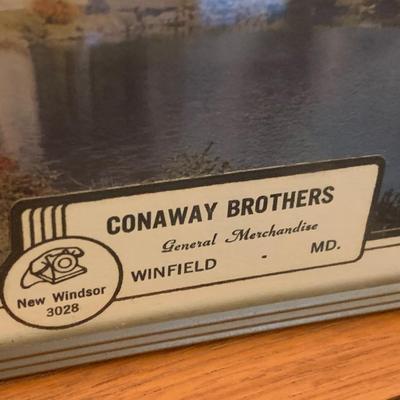 CONAWAY BROTHERS
General Merchandise
WINFIELD - MD.
New Windsor
3028